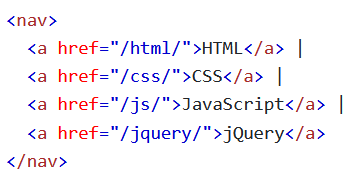 <nav>
  <a href="/html/">HTML</a> |
  <a href="/css/">CSS</a> |
  <a href="/js/">JavaScript</a> |
  <a href="/jquery/">jQuery</a>
</nav>